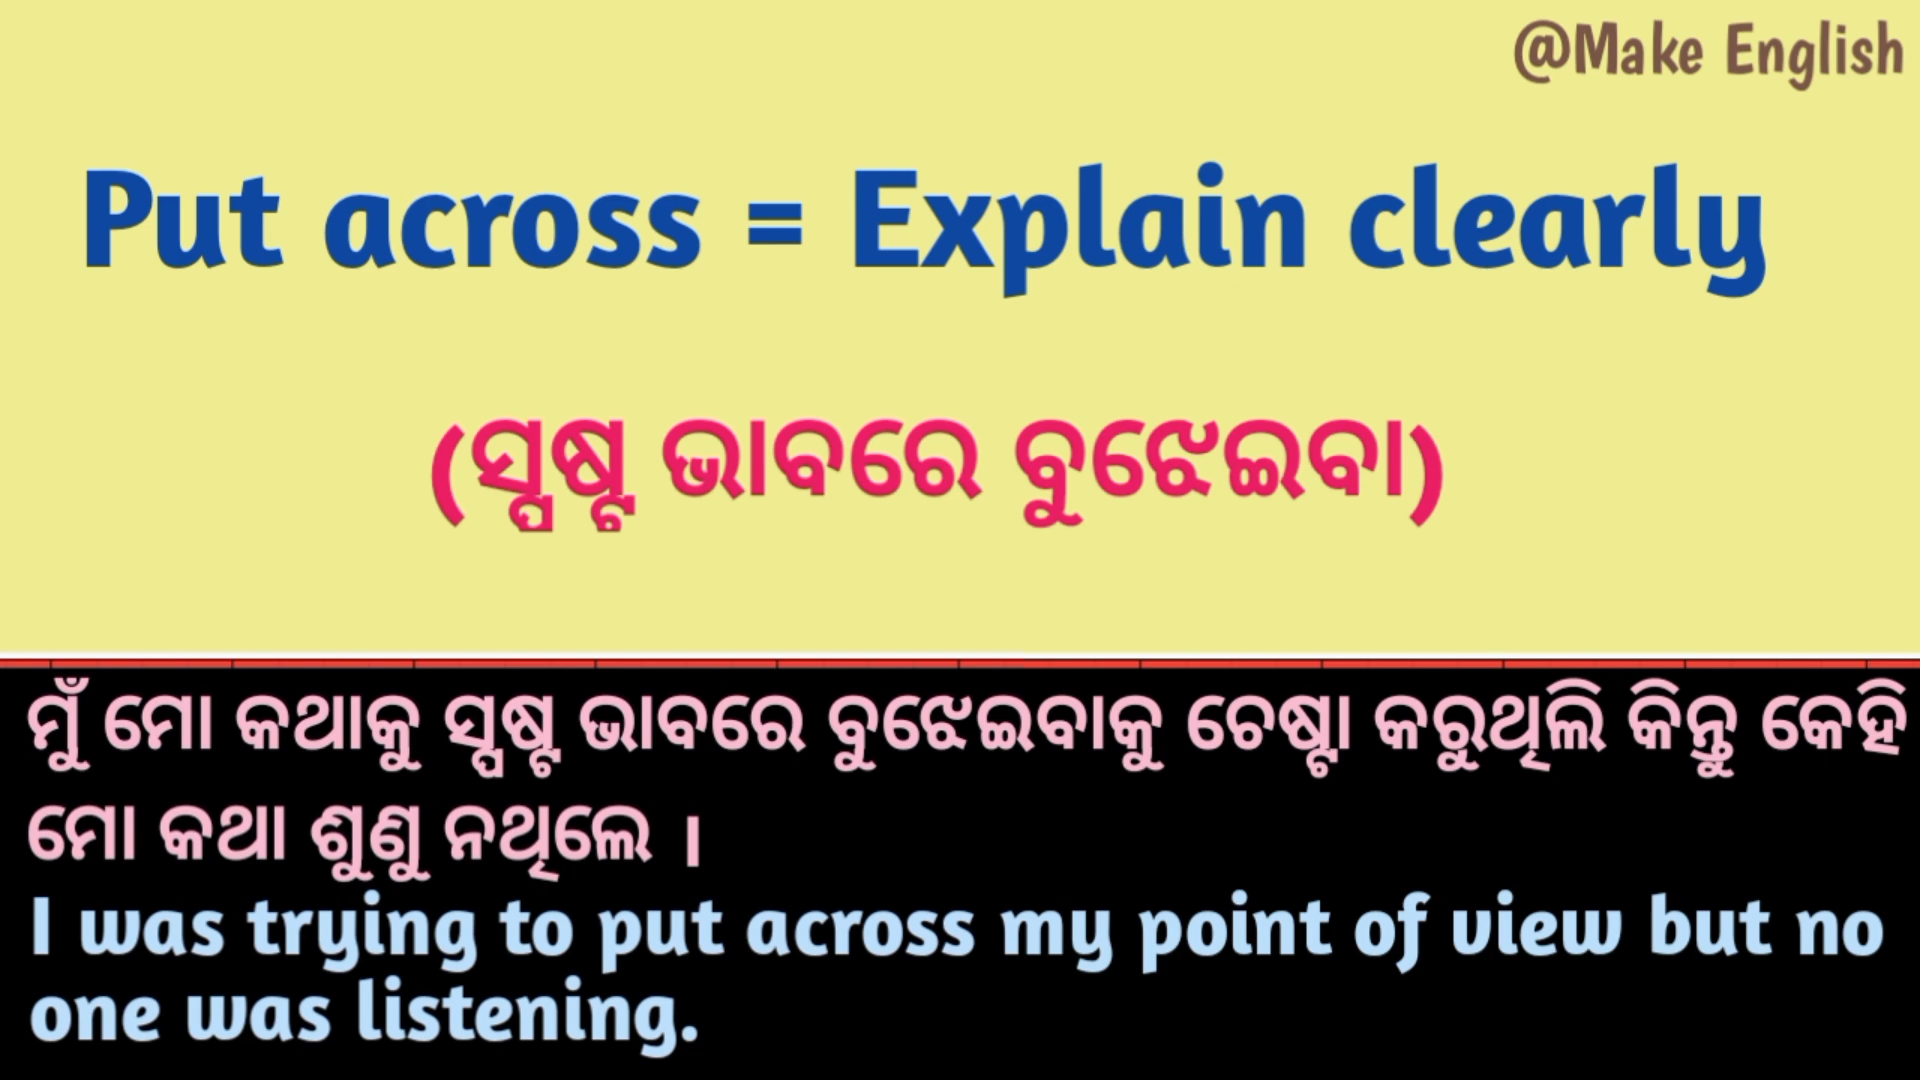 @Make English
Put across = Explain clearly
(ସ୍ପଷ୍ଟ ଭାବରେ ବୁଝେଇବା)
ମୁଁ ମୋ କଥାକୁ ସ୍ପଷ୍ଟ ଭାବରେ ବୁଝେଇବାକୁ ଚେଷ୍ଟା କରୁଥିଲି କିନ୍ତୁ କେହି
ମୋ କଥା ଶୁଣୁ ନଥିଲେ ।
I was trying to put across my point of view but no
one was listening.